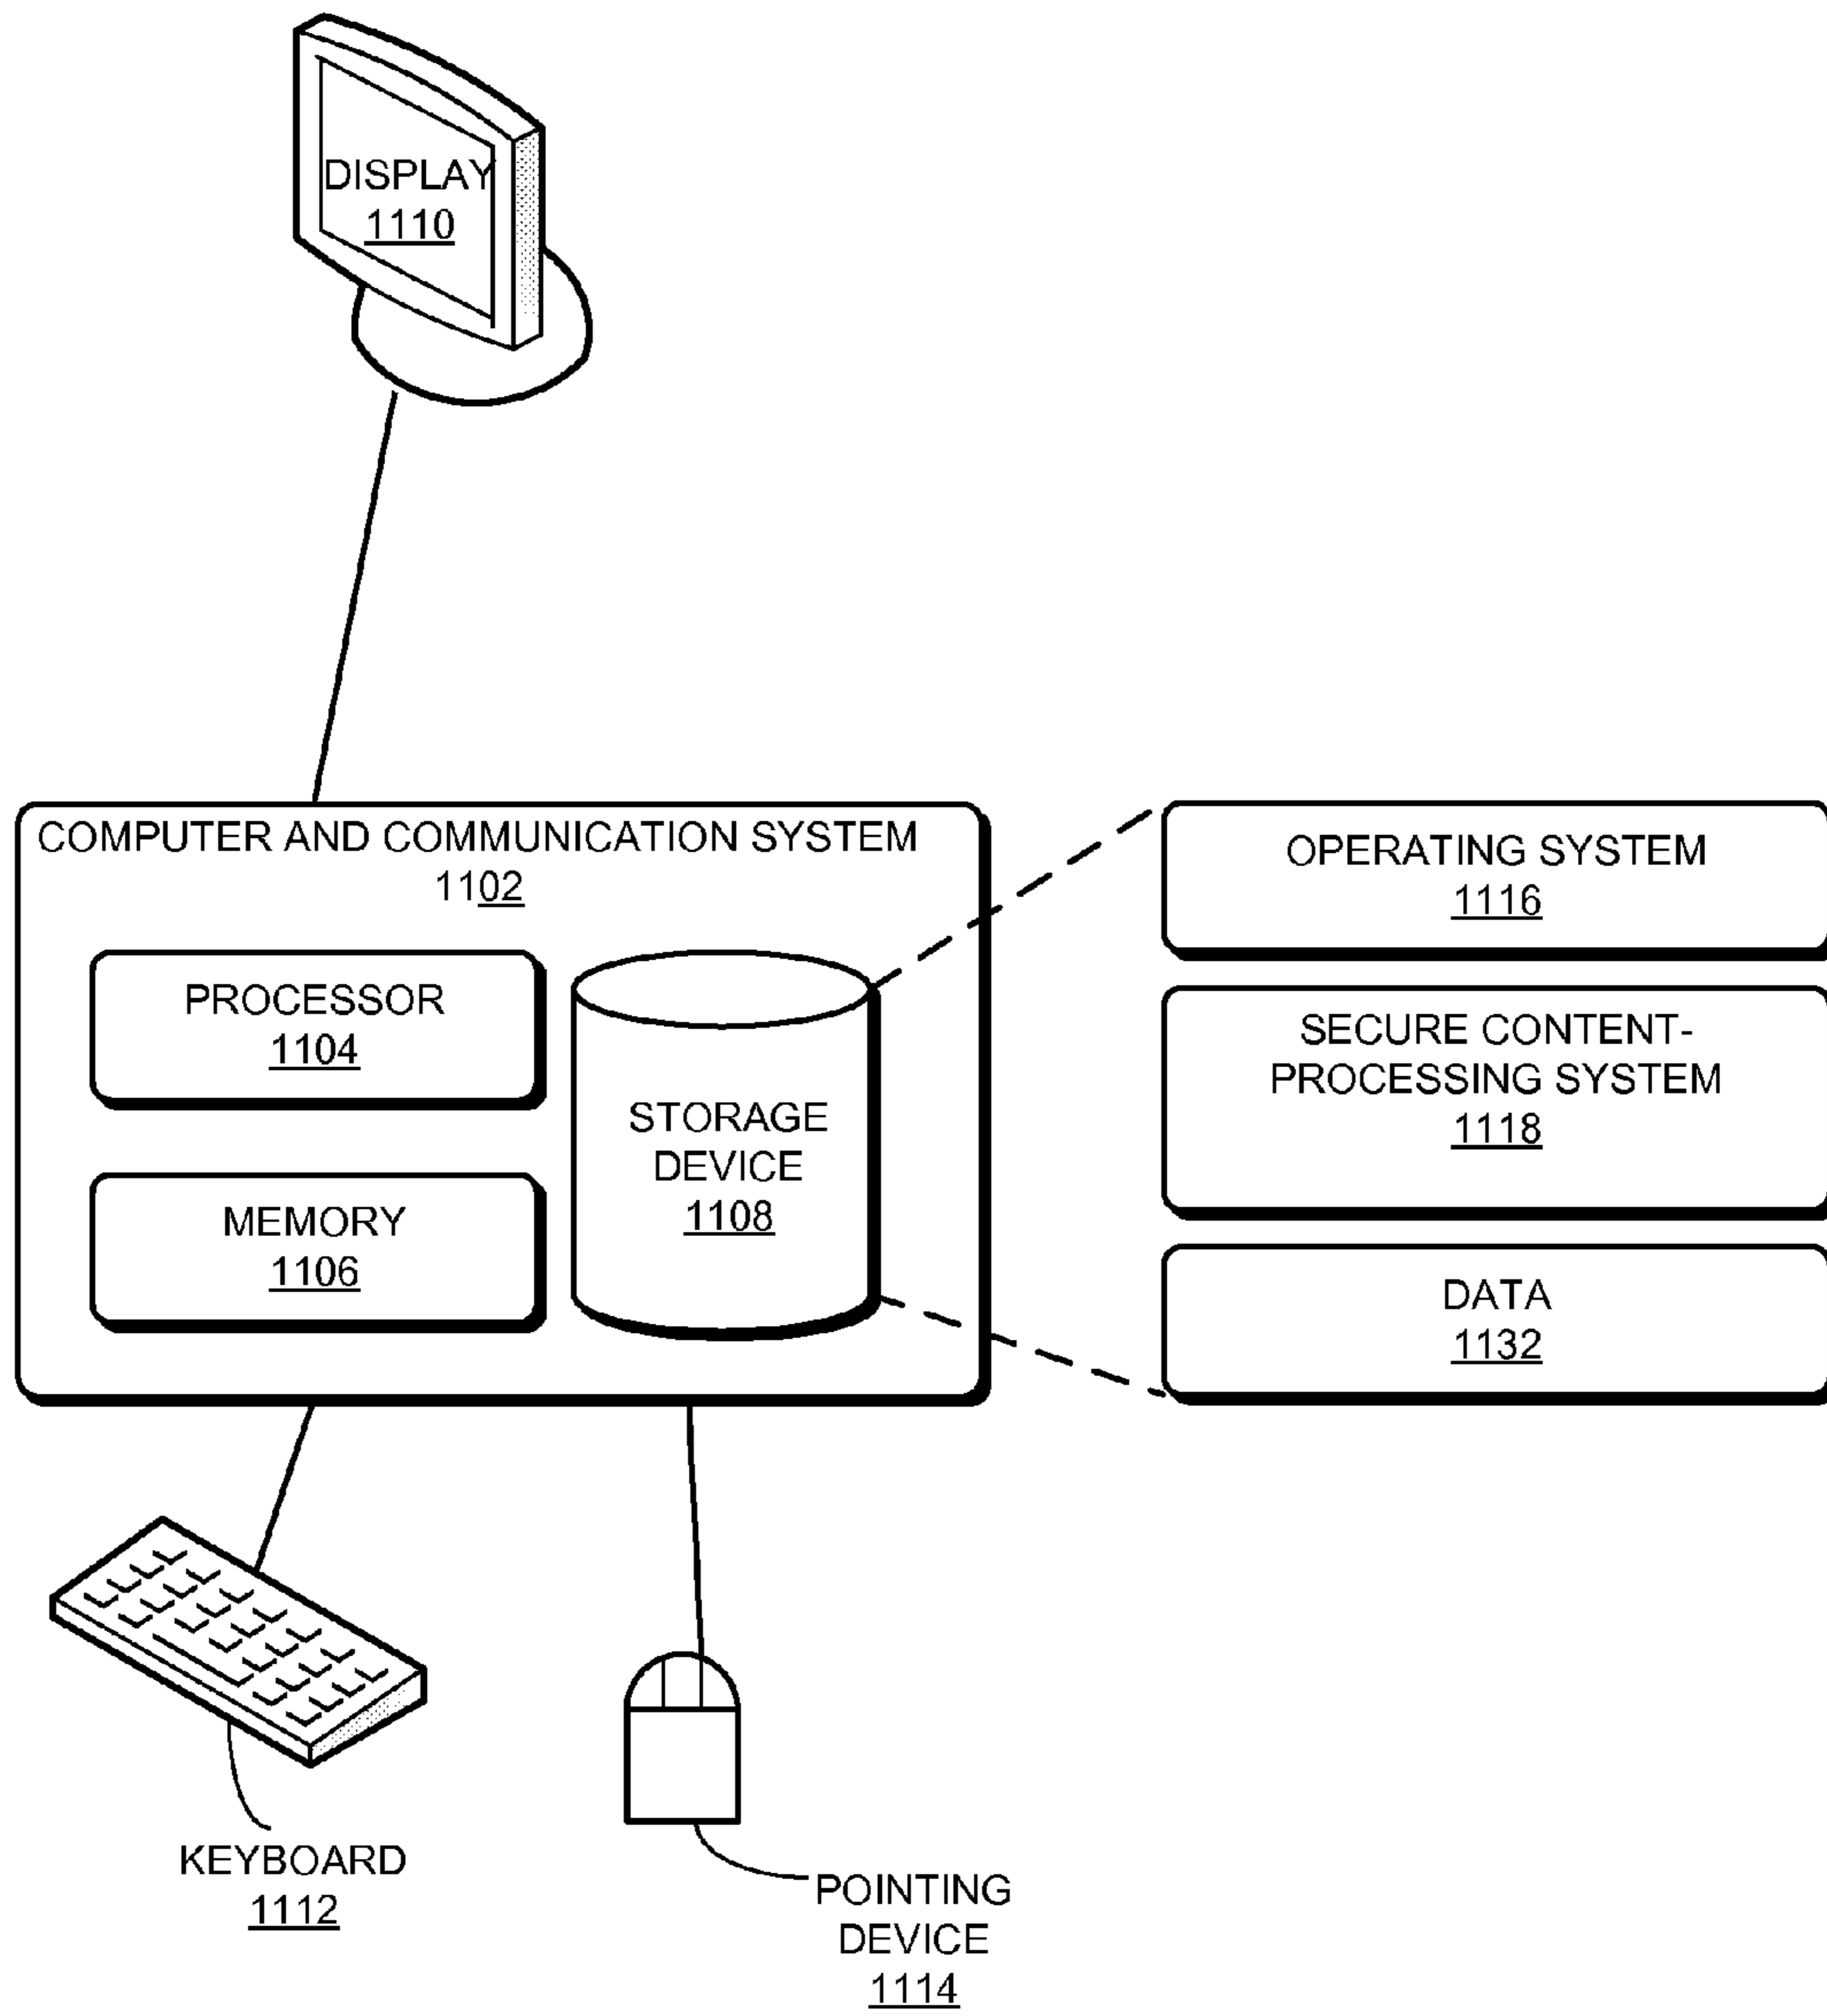 DISPLAY
1110
COMPUTER AND COMMUNICATION SYSTEM
1102
PROCESSOR
1104
MEMORY
1106
STORAGE
DEVICE
1108
OPERATING SYSTEM
1116
SECURE CONTENT-
PROCESSING SYSTEM
1118
DATA
1132
KEYBOARD
1112
POINTING
DEVICE
1114